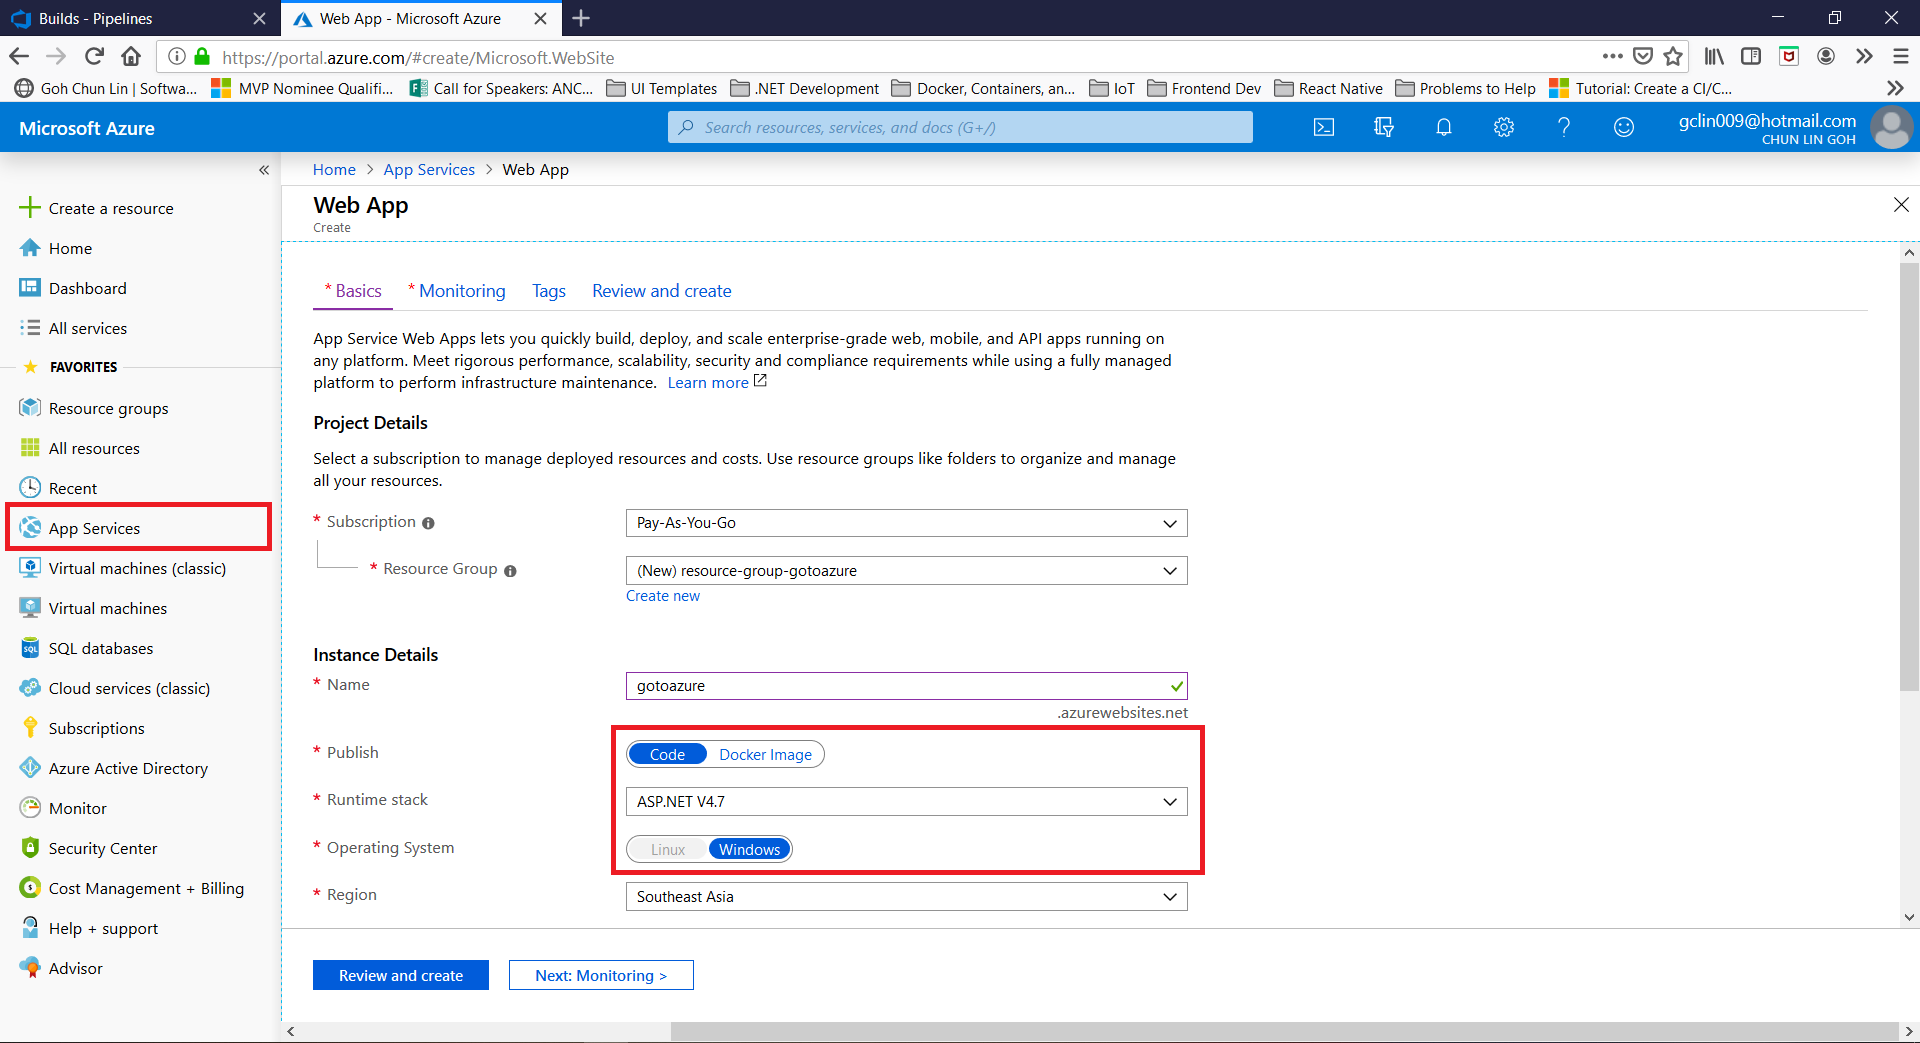 Builds - Pipelines
Web App - Microsoft Azure
https://portal.azure.com/#create/Microsoft.WebSite
Goh Chun Lin | Softwa...
MVP Nominee Qualifi...
Call for Speakers: ANC...
UI Templates
.NET Development
Docker, Containers, an...
IoT
Frontend Dev
React Native
Problems to Help
Tutorial: Create a CI/C...
Microsoft Azure
Search resources, services, and docs (G+/)
gclin009@hotmail.com
CHUN LIN GOH
Create a resource
Home
Dashboard
All services
FAVORITES
Resource groups
All resources
Recent
App Services
Virtual machines (classic)
Virtual machines
SQL databases
Cloud services (classic)
Subscriptions
Azure Active Directory
Monitor
Security Center
Cost Management + Billing
Help + support
Advisor
Home > App Services > Web App
Web App
Create
* Basics
* Monitoring
Tags
Review and create
App Service Web Apps lets you quickly build, deploy, and scale enterprise-grade web, mobile, and API apps running on
any platform. Meet rigorous performance, scalability, security and compliance requirements while using a fully managed
platform to perform infrastructure maintenance. Learn more
Project Details
Select a subscription to manage deployed resources and costs. Use resource groups like folders to organize and manage
all your resources.
* Subscription
Pay-As-You-Go
* Resource Group
(New) resource-group-gotoazure
Create new
Instance Details
* Name
gotoazure
.azurewebsites.net
* Publish
Code
Docker Image
* Runtime stack
ASP.NET V4.7
* Operating System
Linux
Windows
* Region
Southeast Asia
Review and create
Next: Monitoring >